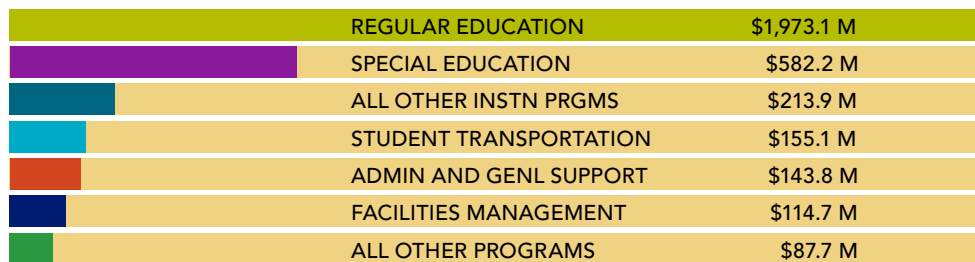 REGULAR EDUCATION $1,973.1 M
SPECIAL EDUCATION $582.2 M
ALL OTHER INSTN PRGMS $213.9 M
STUDENT TRANSPORTATION $155.1 M
ADMIN AND GENL SUPPORT $143.8 M
FACILITIES MANAGEMENT $114.7 M
ALL OTHER PROGRAMS $87.7 M